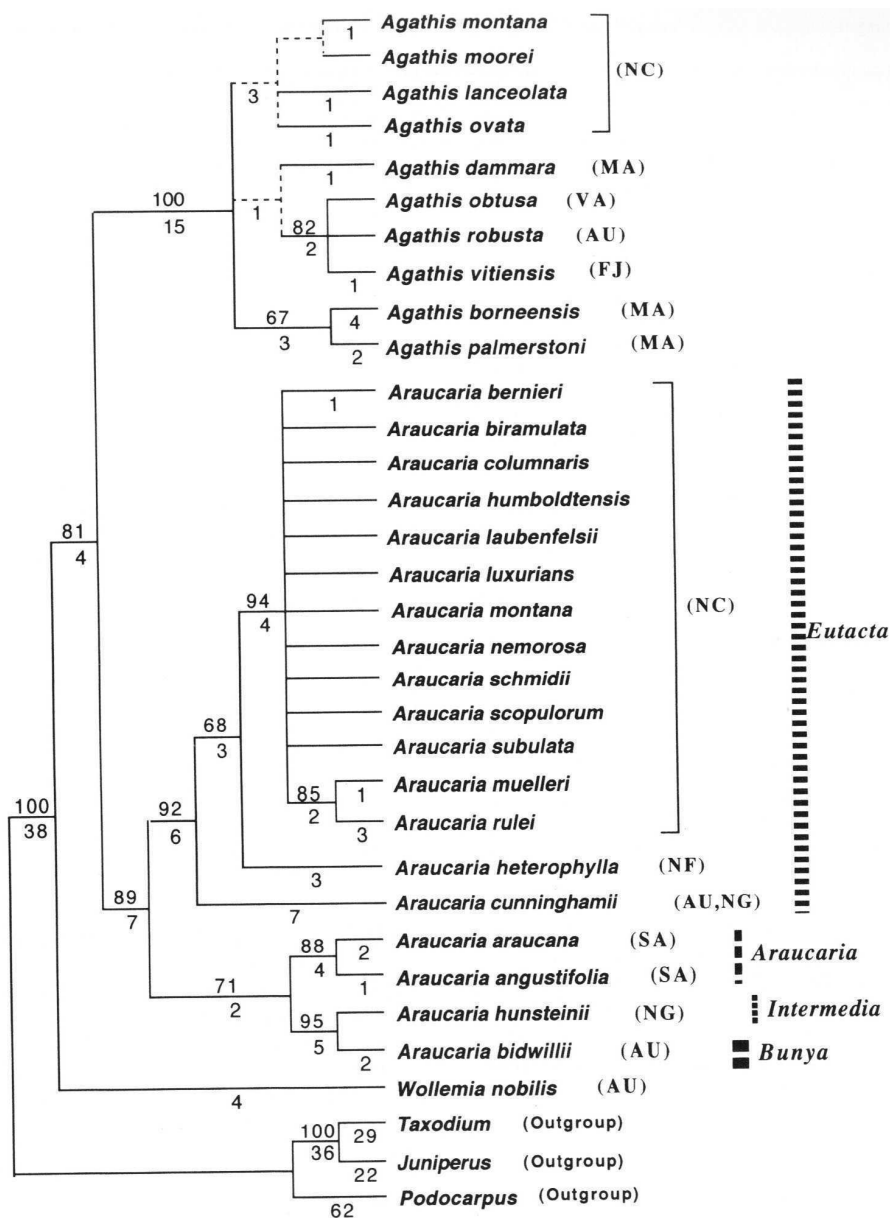 Agathis montana
1
Agathis moorei
(NC)
3
Agathis lanceolata
1
Agathis ovata
1
Agathis dammara (MA)
1
100
15
1
Agathis obtusa (VA)
82
2
Agathis robusta (AU)
Agathis vitiensis (FJ)
1
67
3
Agathis borneensis (MA)
4
Agathis palmerstoni (MA)
2
Araucaria bernieri
1
Araucaria biramulata
Araucaria columnaris
Araucaria humboldtensis
81
4
Araucaria laubenfelsii
Araucaria luxurians
94
4
Araucaria montana
(NC)
Eutacta
Araucaria nemorosa
Araucaria schmidii
Araucaria scopulorum
68
3
Araucaria subulata
85
2
Araucaria muelleri
1
Araucaria rulei
3
100
38
92
6
Araucaria heterophylla (NF)
3
89
7
Araucaria cunninghamii (AU,NG)
7
88
4
Araucaria araucana (SA)
2
Araucaria
Araucaria angustifolia (SA)
1
71
2
Araucaria hunsteinii (NG)
Intermedia
95
5
Araucaria bidwillii (AU)
2
Bunya
Wollemia nobilis (AU)
4
Taxodium (Outgroup)
100
36
29
Juniperus (Outgroup)
22
Podocarpus (Outgroup)
62